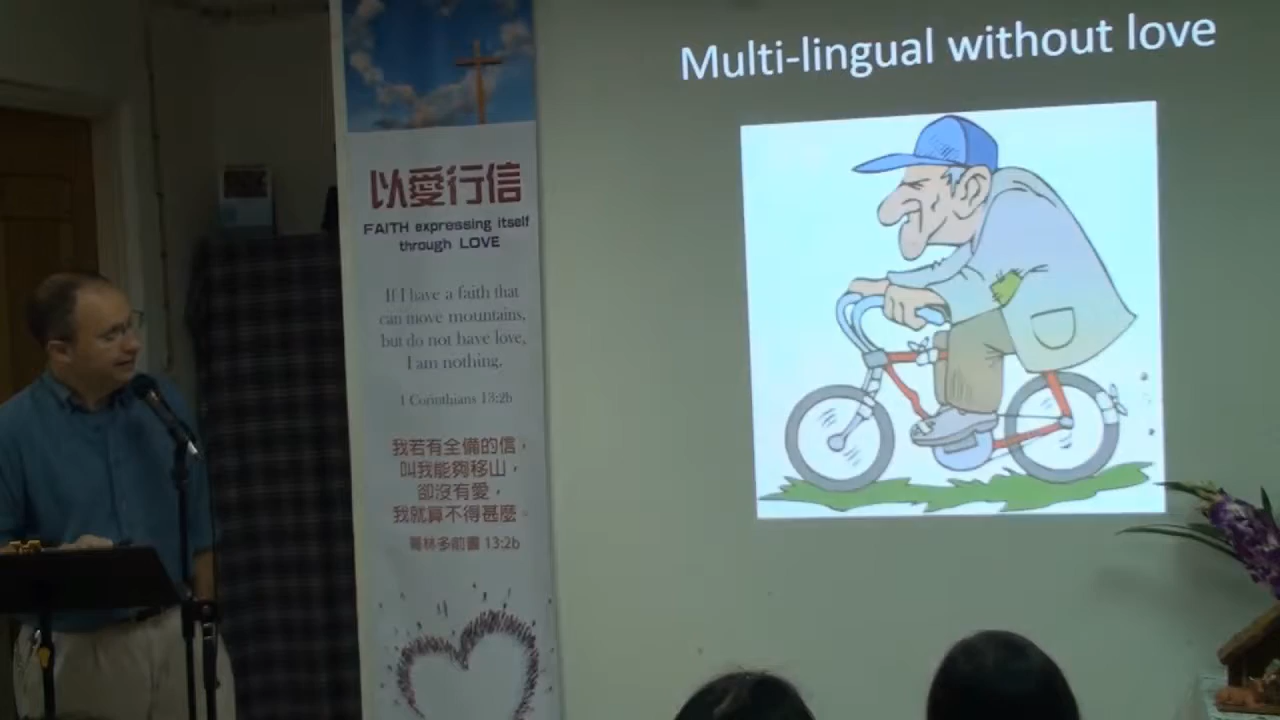 Multi-lingual without love
以愛行信
FAITH expressing itself
through LOVE
If I have a faith that
can move mountains,
but do not have love,
I am nothing.
1 Corinthians 13:2b
我若有全備的信，
叫我能夠移山，
卻沒有愛，
我就算不得甚麼。
哥林多前書 13:2b